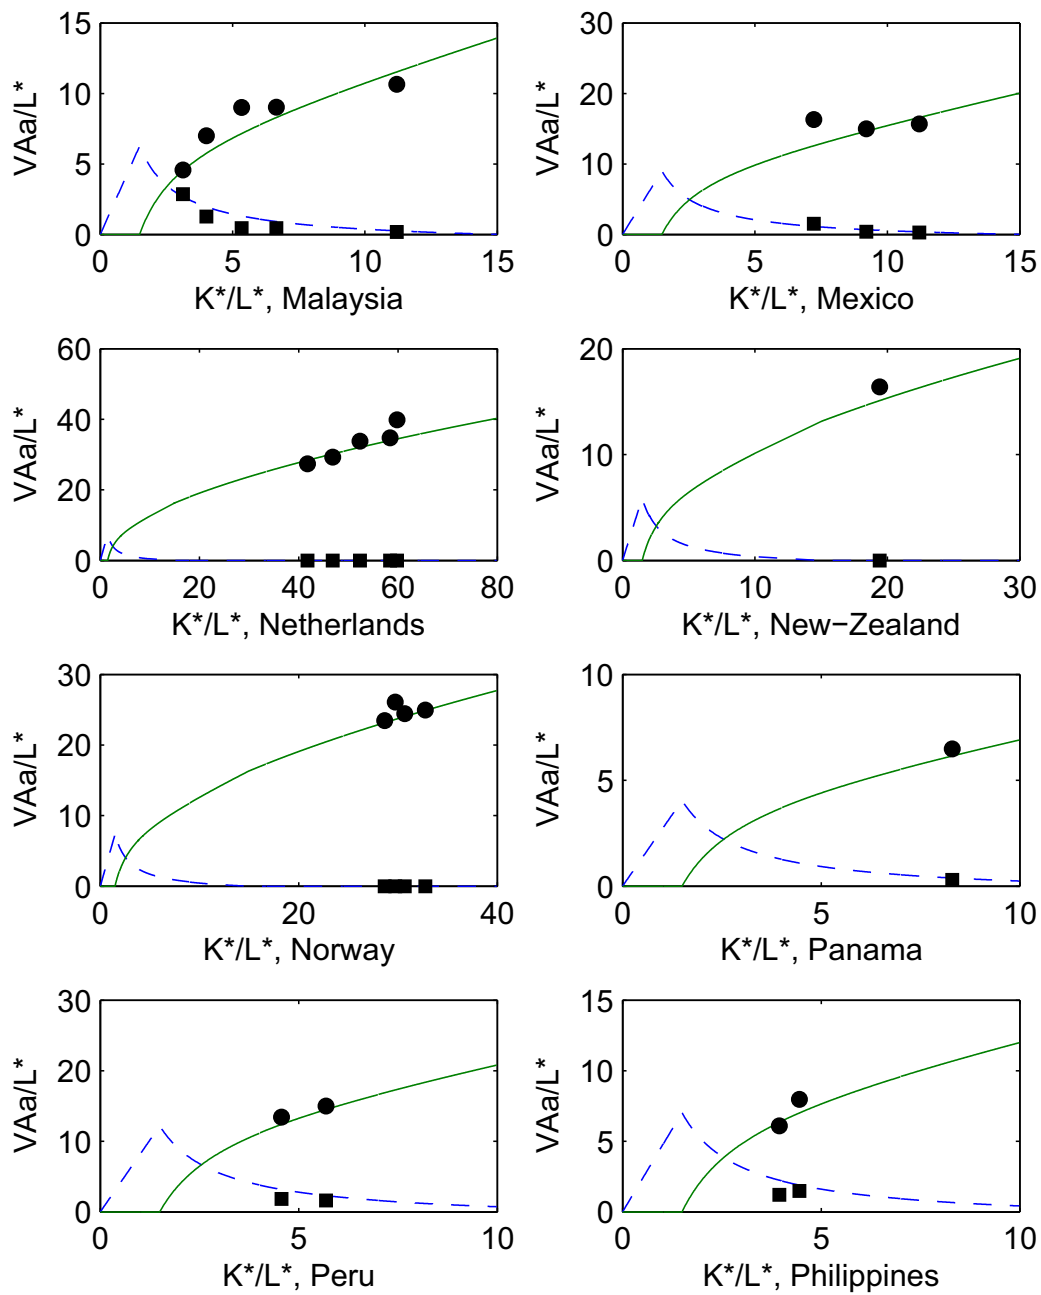 15
10
5
0
VAa/L*
0 5 10 15
K*/L*, Malaysia
30
20
10
0
VAa/L*
0 5 10 15
K*/L*, Mexico
60
40
20
0
VAa/L*
0 20 40 60 80
K*/L*, Netherlands
20
10
0
VAa/L*
0 10 20 30
K*/L*, New−Zealand
30
20
10
0
VAa/L*
0 20 40
K*/L*, Norway
10
5
0
VAa/L*
0 5 10
K*/L*, Panama
30
20
10
0
VAa/L*
0 5 10
K*/L*, Peru
15
10
5
0
VAa/L*
0 5 10
K*/L*, Philippines